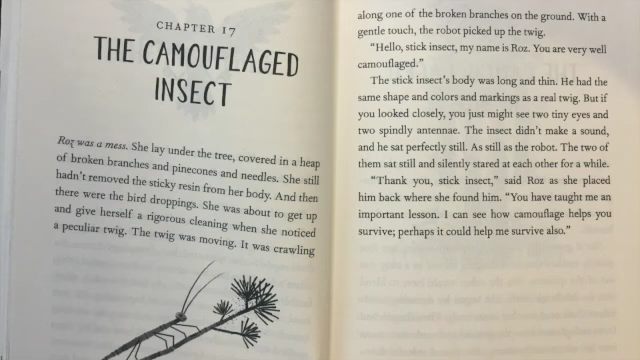 CHAPTER 17
THE CAMOUFLAGED
INSECT
Roz was a mess. She lay under the tree, covered in a heap
of broken branches and pinecones and needles. She still
hadn't removed the sticky resin from her body. And then
there were the bird droppings. She was about to get up
and give herself a rigorous cleaning when she noticed
a peculiar twig. The twig was moving. It was crawling
along one of the broken branches on the ground. With a
gentle touch, the robot picked up the twig.
“Hello, stick insect, my name is Roz. You are very well
camouflaged.”
The stick insect's body was long and thin. He had the
same shape and colors and markings as a real twig. But if
you looked closely, you just might see two tiny eyes and
two spindly antennae. The insect didn't make a sound,
and he sat perfectly still. As still as the robot. The two of
them sat still and silently stared at each other for a while.
“Thank you, stick insect,” said Roz as she placed
him back where she found him. “You have taught me an
important lesson. I can see how camouflage helps you
survive; perhaps it could help me survive also.”